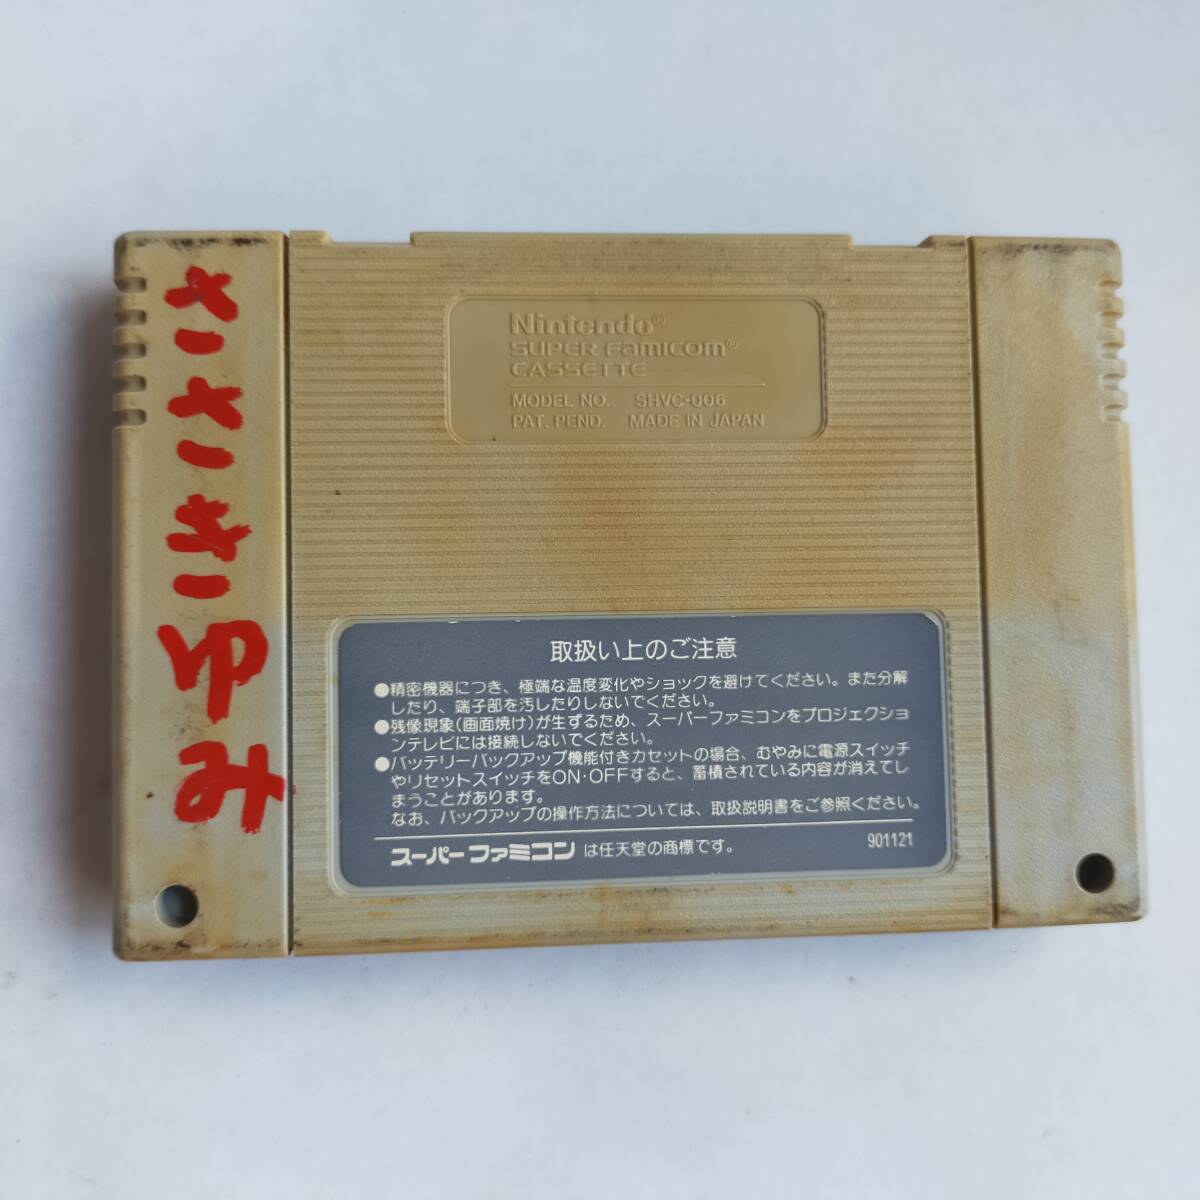 ささきゆみ
Nintendo®
SUPER FAMICOM®
CASSETTE
MODEL NO. SHVC-006
PAT. PEND. MADE IN JAPAN
取扱い上のご注意
●精密機器につき、極端な温度変化やショックを避けてください。また分解
したり、端子部を汚したりしないでください。
●残像現象(画面焼け)が生ずるため、スーパーファミコンをプロジェクショ
ンテレビには接続しないでください。
●バッテリーバックアップ機能付きカセットの場合、むやみに電源スイッチ
やリセットスイッチをON・OFFすると、蓄積されている内容が消えてし
まうことがあります。
なお、バックアップの操作方法については、取扱説明書をご参照ください。
スーパーファミコン は任天堂の商標です。
901121